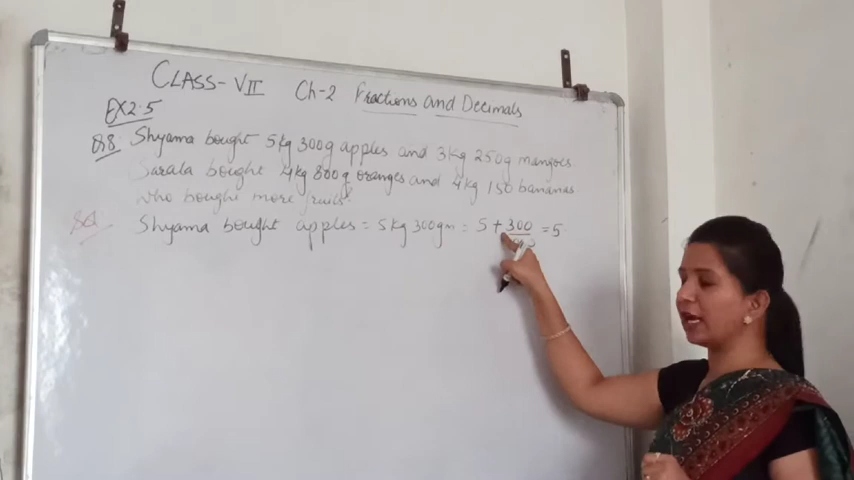 CLASS-VII Ch-2 Fractions and Decimals
EX2.5
Q8. Shyama bought 5kg 300g apples and 3kg 250g mangoes.
Sarala bought 4kg 800g oranges and 4kg 150 bananas
who bought more fruits.
Shyama bought apples = 5kg 300gm = 5 + 300 = 5.